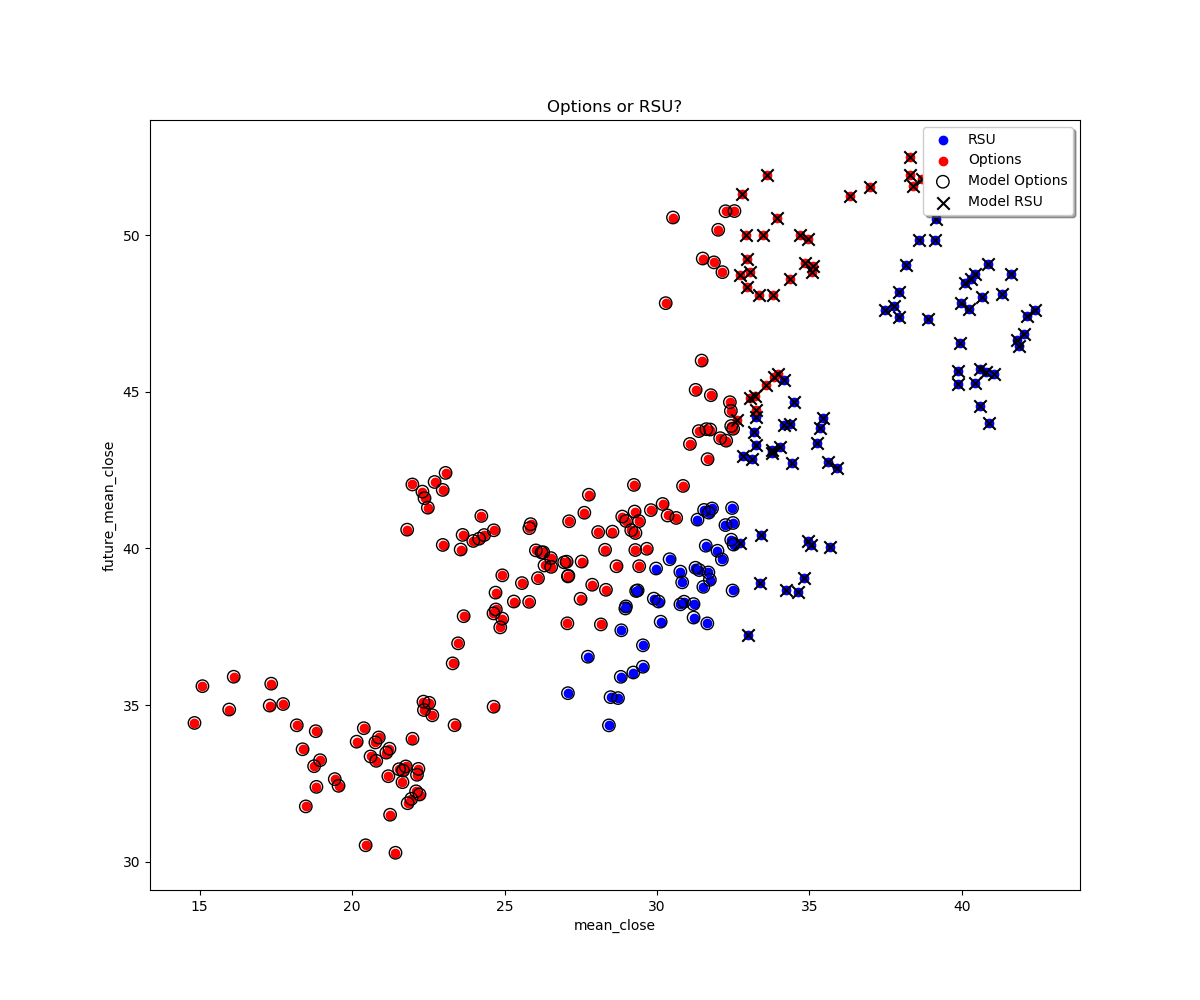 Options or RSU?
RSU
Options
Model Options
Model RSU
50
45
40
35
30
future_mean_close
15 20 25 30 35 40
mean_close